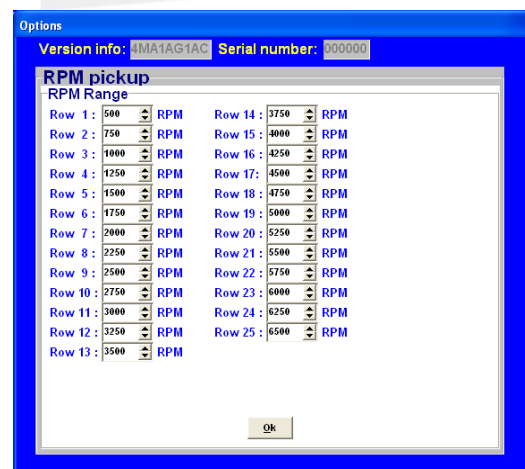 Options
Version info: 4MA1AG1AC Serial number: 000000
RPM pickup
RPM Range
Row 1 : 500 RPM
Row 2 : 750 RPM
Row 3 : 1000 RPM
Row 4 : 1250 RPM
Row 5 : 1500 RPM
Row 6 : 1750 RPM
Row 7 : 2000 RPM
Row 8 : 2250 RPM
Row 9 : 2500 RPM
Row 10 : 2750 RPM
Row 11 : 3000 RPM
Row 12 : 3250 RPM
Row 13 : 3500 RPM
Row 14 : 3750 RPM
Row 15 : 4000 RPM
Row 16 : 4250 RPM
Row 17: 4500 RPM
Row 18 : 4750 RPM
Row 19 : 5000 RPM
Row 20 : 5250 RPM
Row 21 : 5500 RPM
Row 22 : 5750 RPM
Row 23 : 6000 RPM
Row 24 : 6250 RPM
Row 25 : 6500 RPM
Ok